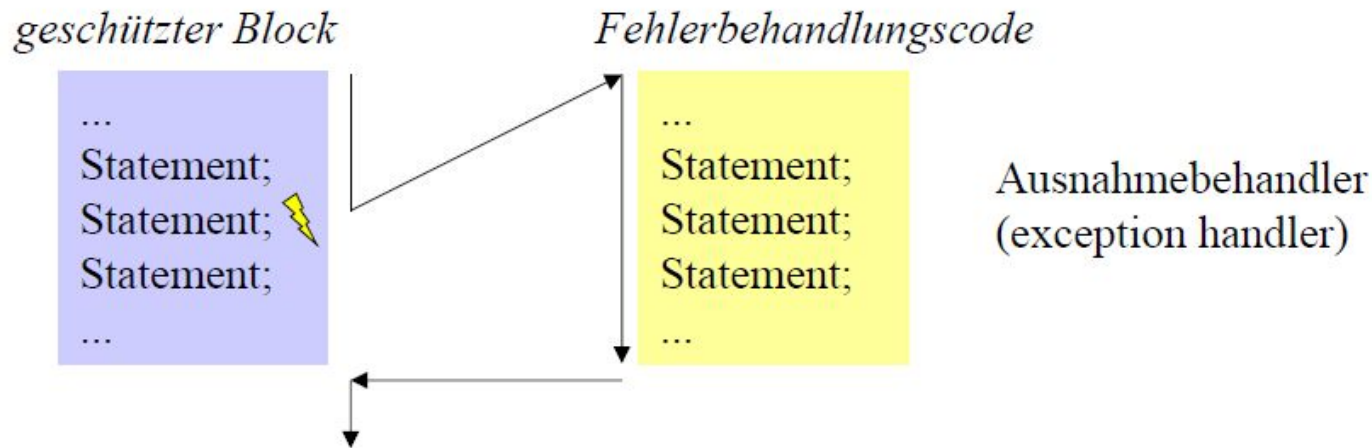 geschützter Block
Fehlerbehandlungscode
...
Statement;
Statement;
Statement;
...
...
Statement;
Statement;
Statement;
...
Ausnahmebehandler
(exception handler)